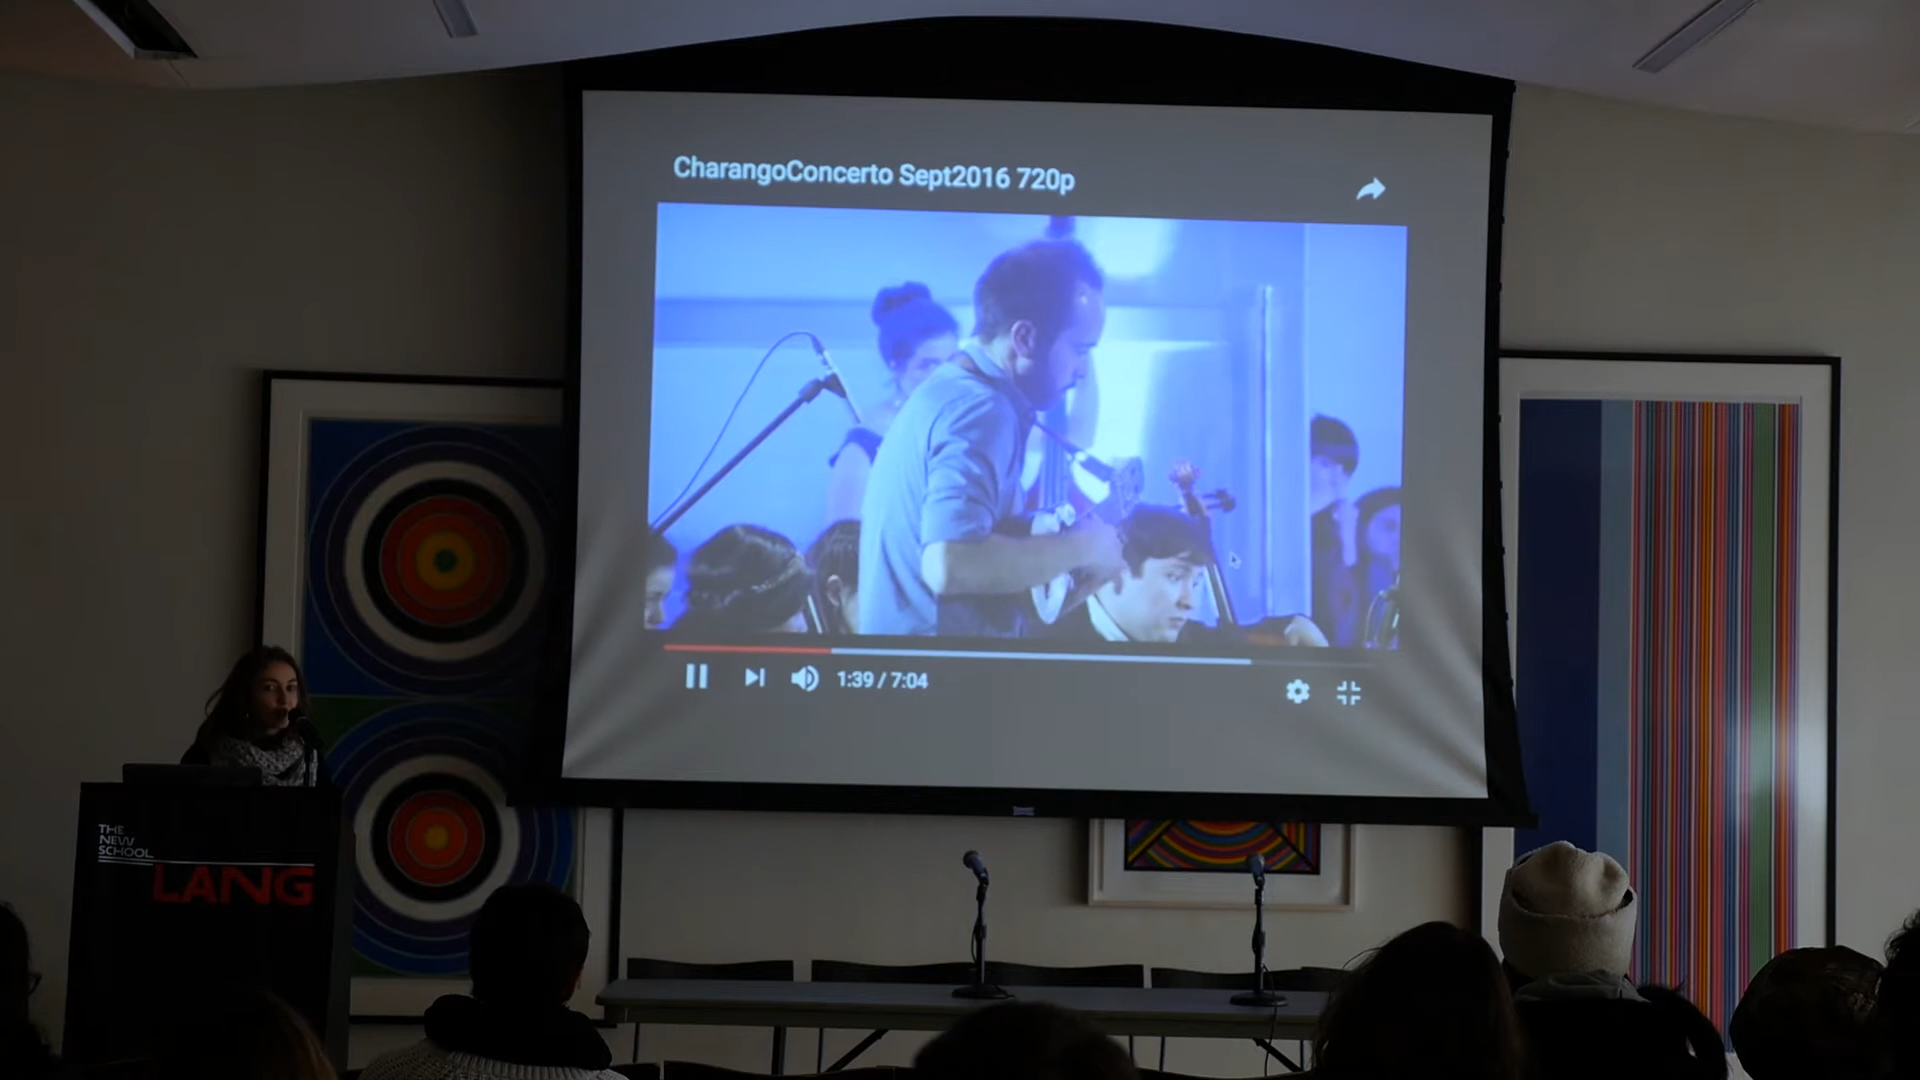 CharangoConcerto Sept2016 720p
1:39 / 7:04
THE
NEW
SCHOOL
LANG